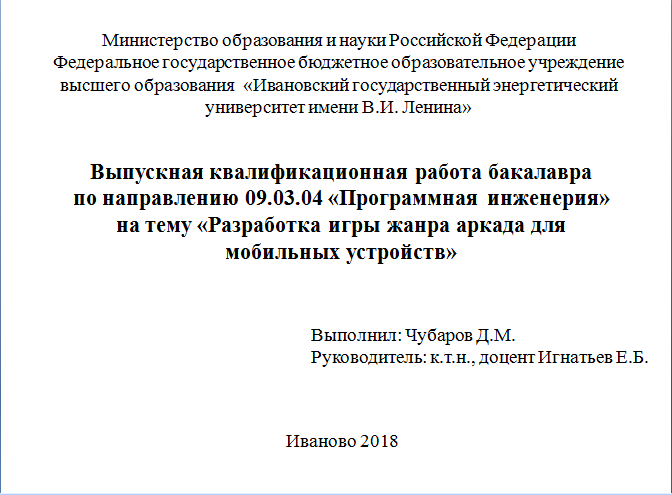 Министерство образования и науки Российской Федерации
Федеральное государственное бюджетное образовательное учреждение
высшего образования «Ивановский государственный энергетический
университет имени В.И. Ленина»
Выпускная квалификационная работа бакалавра
по направлению 09.03.04 «Программная инженерия»
на тему «Разработка игры жанра аркада для
мобильных устройств»
Выполнил: Чубаров Д.М.
Руководитель: к.т.н., доцент Игнатьев Е.Б.
Иваново 2018